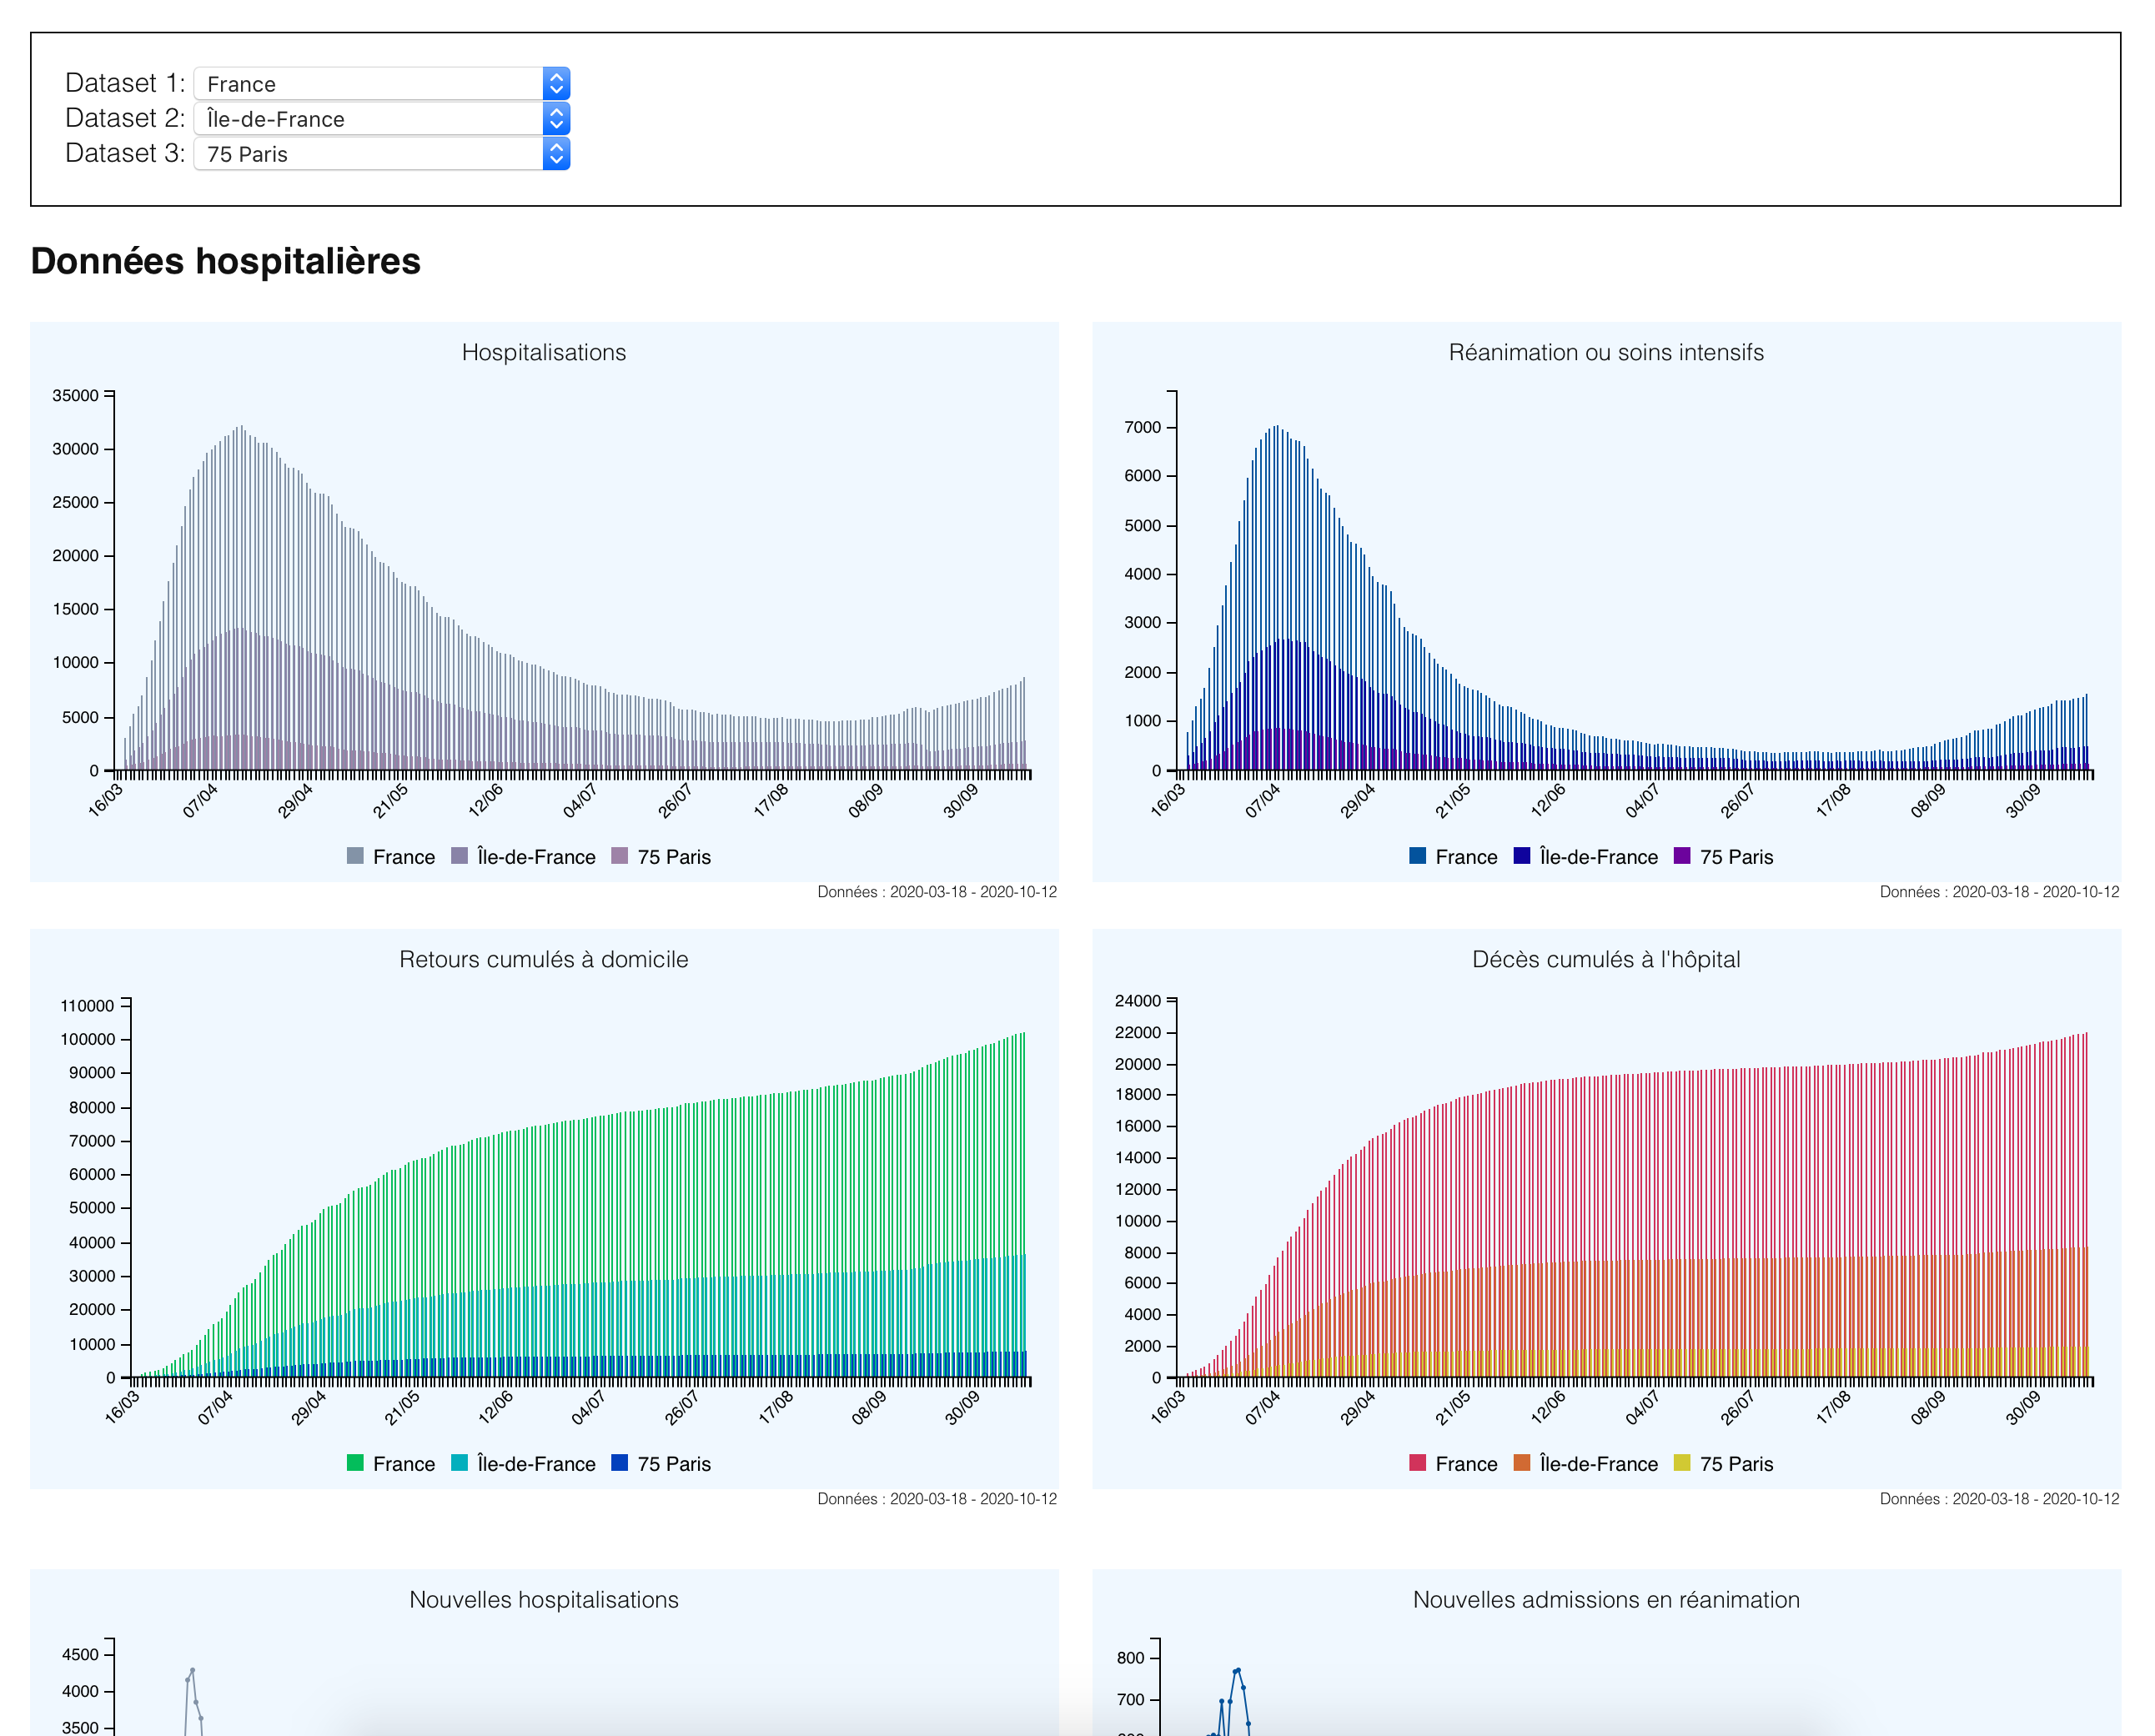 Dataset 1: France
Dataset 2: Île-de-France
Dataset 3: 75 Paris
Données hospitalières
Hospitalisations
35000
30000
25000
20000
15000
10000
5000
0
16/03 07/04 29/04 21/05 12/06 04/07 26/07 17/08 08/09 30/09
France Île-de-France 75 Paris
Données : 2020-03-18 - 2020-10-12
Réanimation ou soins intensifs
7000
6000
5000
4000
3000
2000
1000
0
16/03 07/04 29/04 21/05 12/06 04/07 26/07 17/08 08/09 30/09
France Île-de-France 75 Paris
Données : 2020-03-18 - 2020-10-12
Retours cumulés à domicile
110000
100000
90000
80000
70000
60000
50000
40000
30000
20000
10000
0
16/03 07/04 29/04 21/05 12/06 04/07 26/07 17/08 08/09 30/09
France Île-de-France 75 Paris
Données : 2020-03-18 - 2020-10-12
Décès cumulés à l'hôpital
24000
22000
20000
18000
16000
14000
12000
10000
8000
6000
4000
2000
0
16/03 07/04 29/04 21/05 12/06 04/07 26/07 17/08 08/09 30/09
France Île-de-France 75 Paris
Données : 2020-03-18 - 2020-10-12
Nouvelles hospitalisations
4500
4000
3500
Nouvelles admissions en réanimation
800
700